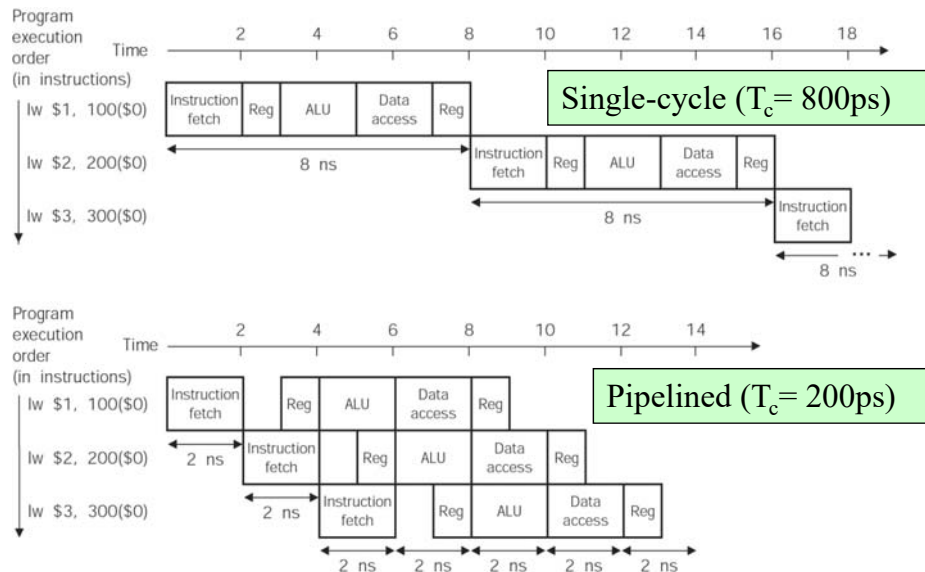 Program
execution
order
(in instructions)
Time
2 4 6 8 10 12 14 16 18
lw $1, 100($0)
Instruction
fetch
Reg
ALU
Data
access
Reg
Single-cycle (Tc= 800ps)
lw $2, 200($0)
8 ns
Instruction
fetch
Reg
ALU
Data
access
Reg
lw $3, 300($0)
8 ns
Instruction
fetch
...
8 ns
Program
execution
order
(in instructions)
Time
2 4 6 8 10 12 14
lw $1, 100($0)
Instruction
fetch
Reg
ALU
Data
access
Reg
Pipelined (Tc= 200ps)
lw $2, 200($0)
2 ns
Instruction
fetch
Reg
ALU
Data
access
Reg
lw $3, 300($0)
2 ns
Instruction
fetch
Reg
ALU
Data
access
Reg
2 ns 2 ns 2 ns 2 ns 2 ns